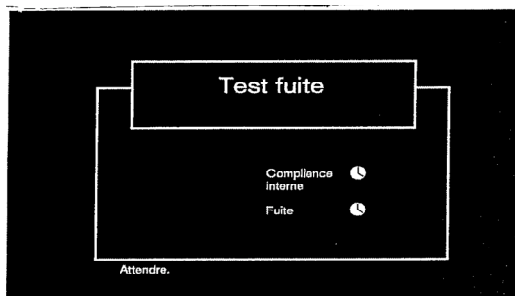 Test fuite
Compliance
interne
Fuite
Attendre.